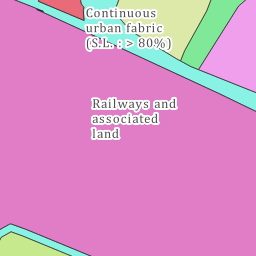 Continuous
urban fabric
(S.L. : > 80%)
Railways and
associated
land